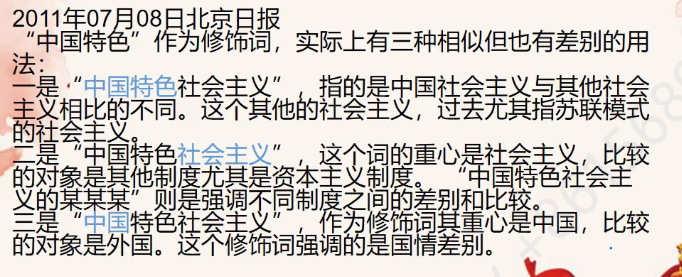 2011年07月08日北京日报
“中国特色”作为修饰词，实际上有三种相似但也有差别的用
法：
一是“中国特色社会主义”，指的是中国社会主义与其他社会
主义相比的不同。这个其他的社会主义，过去尤其指苏联模式
的社会主义。
二是“中国特色社会主义”，这个词的重心是社会主义，比较
的对象是其他制度尤其是资本主义制度。“中国特色社会主
义的某某某”则是强调不同制度之间的差别和比较。
三是“中国特色社会主义”，作为修饰词其重心是中国，比较
的对象是外国。这个修饰词强调的是国情差别。